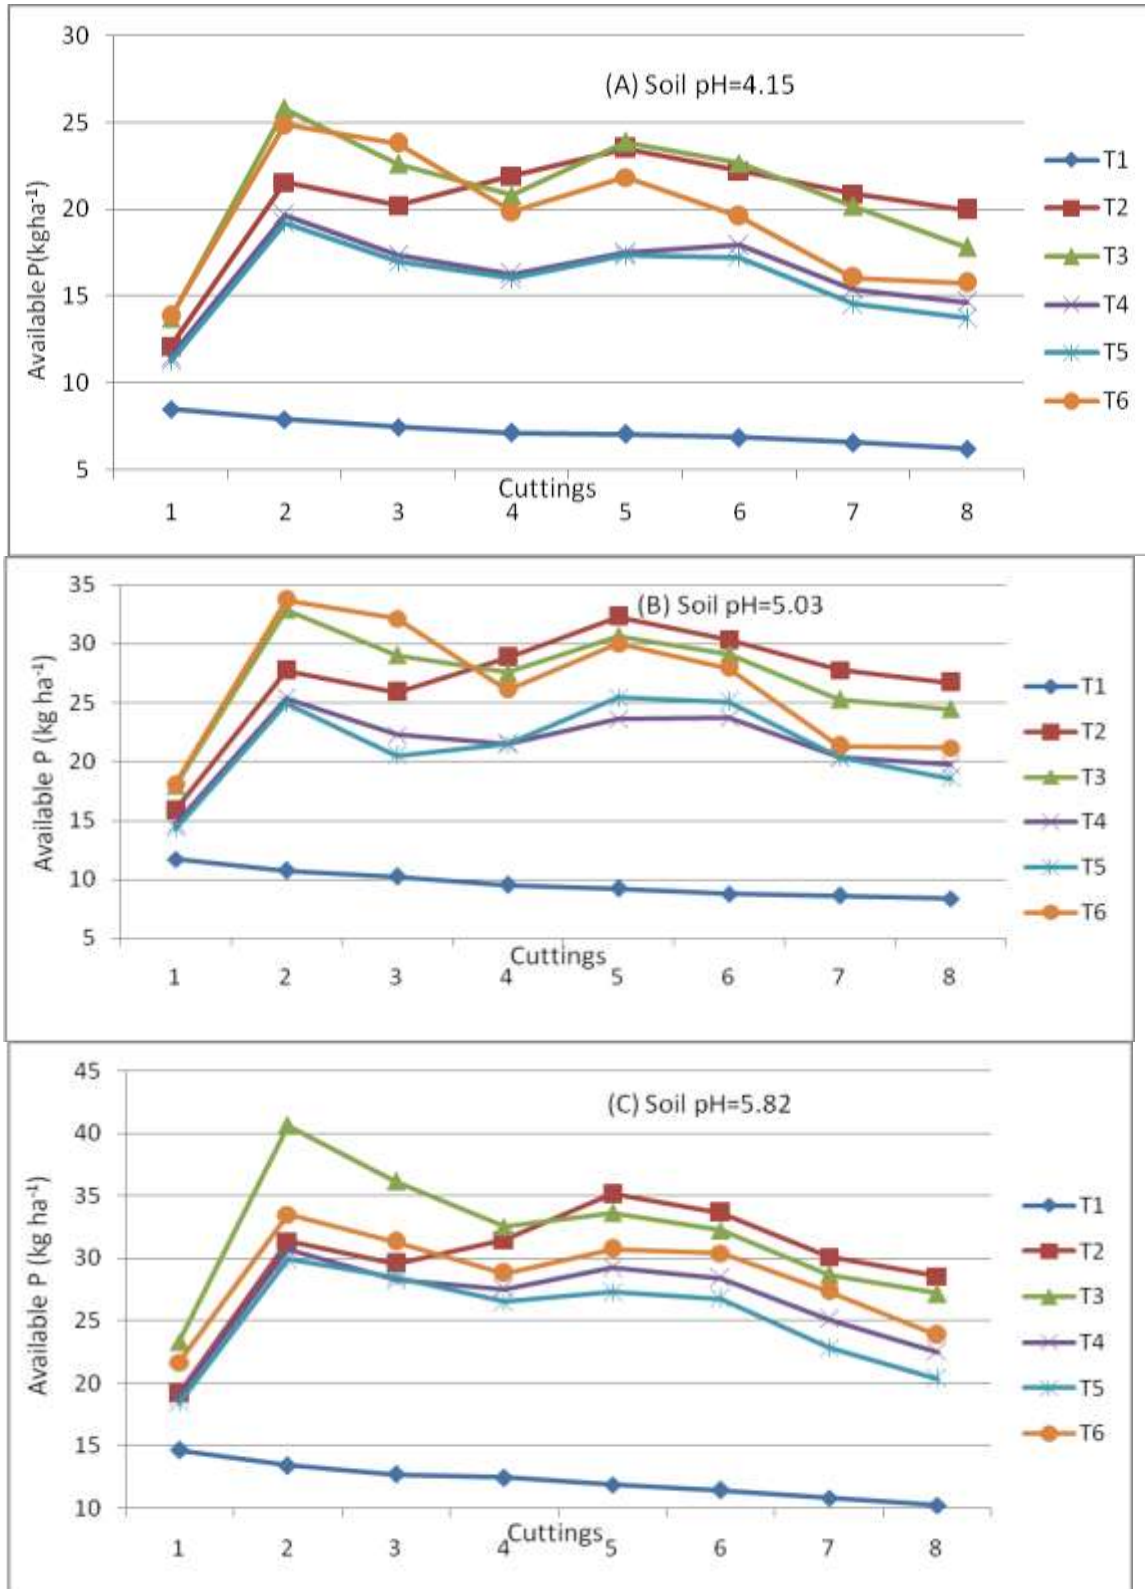 30
(A) Soil pH=4.15
25
20
15
10
5
Available P(kgha⁻¹)
Cuttings
1 2 3 4 5 6 7 8
T1
T2
T3
T4
T5
T6
35
(B) Soil pH=5.03
30
25
20
15
10
5
Available P (kg ha⁻¹)
Cuttings
1 2 3 4 5 6 7 8
T1
T2
T3
T4
T5
T6
45
(C) Soil pH=5.82
40
35
30
25
20
15
10
Available P (kg ha⁻¹)
Cuttings
1 2 3 4 5 6 7 8
T1
T2
T3
T4
T5
T6